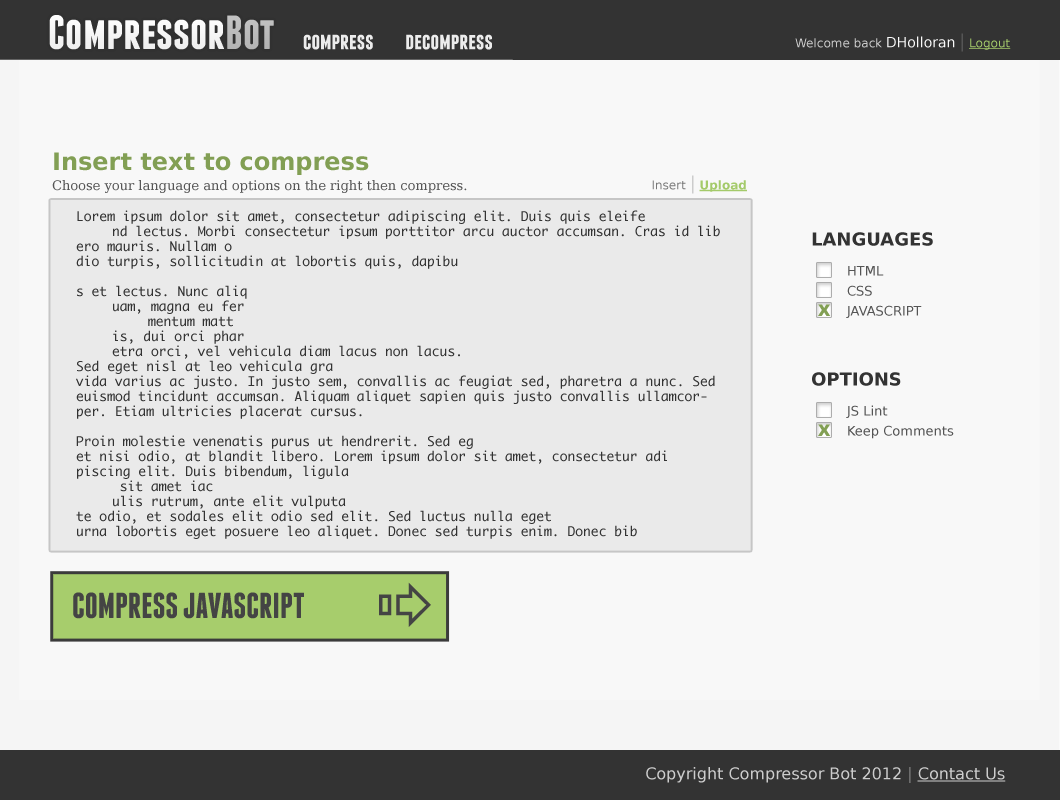 COMPRESSORBOT COMPRESS DECOMPRESS Welcome back DHolloran | Logout
Insert text to compress
Choose your language and options on the right then compress.
Insert | Upload
Lorem ipsum dolor sit amet, consectetur adipiscing elit. Duis quis eleife
nd lectus. Morbi consectetur ipsum porttitor arcu auctor accumsan. Cras id lib
ero mauris. Nullam o
dio turpis, sollicitudin at lobortis quis, dapibu
s et lectus. Nunc aliq
uam, magna eu fer
mentum matt
is, dui orci phar
etra orci, vel vehicula diam lacus non lacus.
Sed eget nisl at leo vehicula gra
vida varius ac justo. In justo sem, convallis ac feugiat sed, pharetra a nunc. Sed
euismod tincidunt accumsan. Aliquam aliquet sapien quis justo convallis ullamcor-
per. Etiam ultricies placerat cursus.
Proin molestie venenatis purus ut hendrerit. Sed eg
et nisi odio, at blandit libero. Lorem ipsum dolor sit amet, consectetur adi
piscing elit. Duis bibendum, ligula
sit amet iac
ulis rutrum, ante elit vulputa
te odio, et sodales elit odio sed elit. Sed luctus nulla eget
urna lobortis eget posuere leo aliquet. Donec sed turpis enim. Donec bib
LANGUAGES
HTML
CSS
X JAVASCRIPT
OPTIONS
JS Lint
X Keep Comments
COMPRESS JAVASCRIPT
Copyright Compressor Bot 2012 | Contact Us